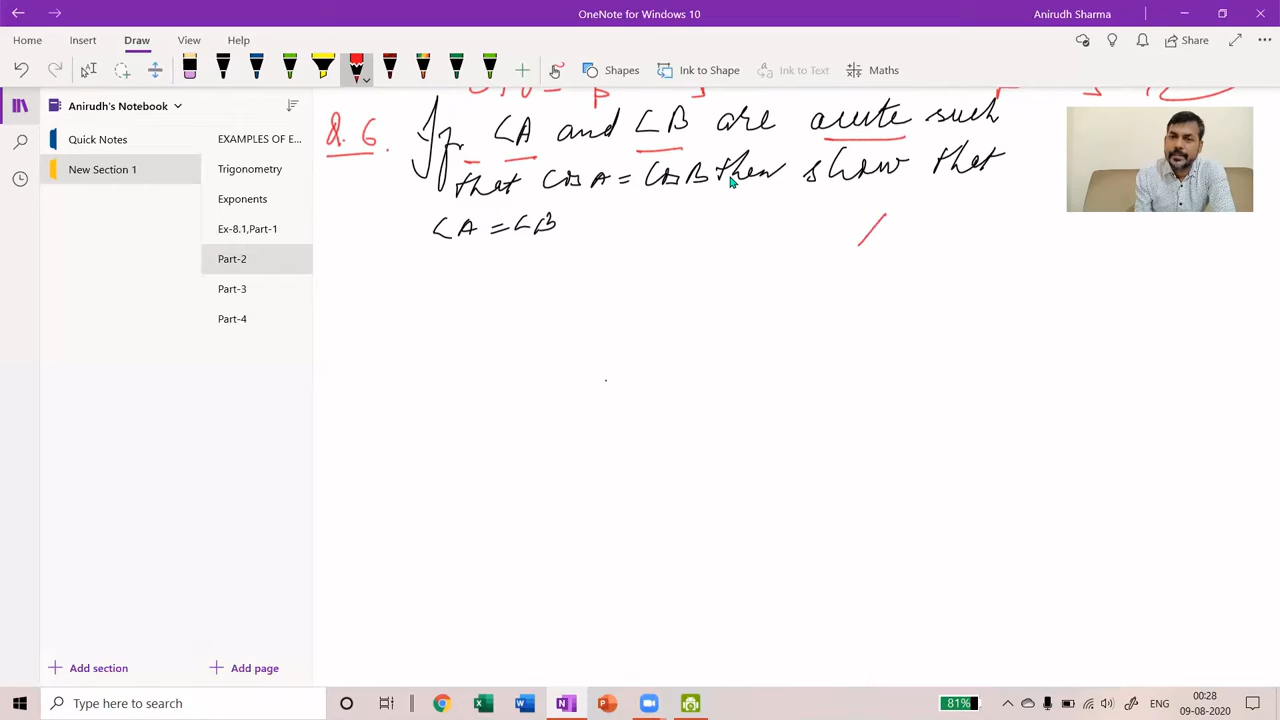 OneNote for Windows 10
Anirudh Sharma
Home Insert Draw View Help
Share
Shapes Ink to Shape Ink to Text Maths
Anirudh's Notebook
Quick Notes
New Section 1
EXAMPLES OF E...
Trigonometry
Exponents
Ex-8.1,Part-1
Part-2
Part-3
Part-4
Q.6. If ∠A and ∠B are acute such
that cos A = cos B then show that
∠A = ∠B
Add section
Add page
Type here to search
81%
ENG
00:28
09-08-2020